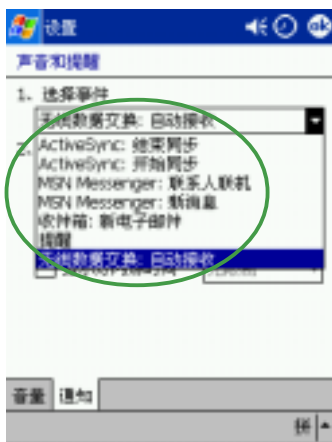 设置
ok
声音和提醒
1. 选择事件
无线数据交换: 自动接收
2.
ActiveSync: 结束同步
ActiveSync: 开始同步
MSN Messenger: 联系人联机
MSN Messenger: 新消息
收件箱: 新电子邮件
提醒
无线数据交换: 自动接收
音量 通知
拼